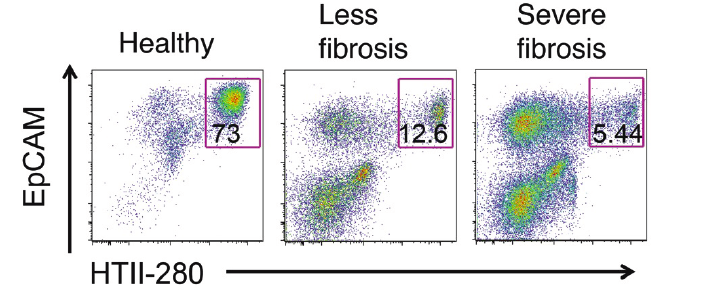 Healthy
Less
fibrosis
Severe
fibrosis
EpCAM
73
12.6
5.44
HTII-280